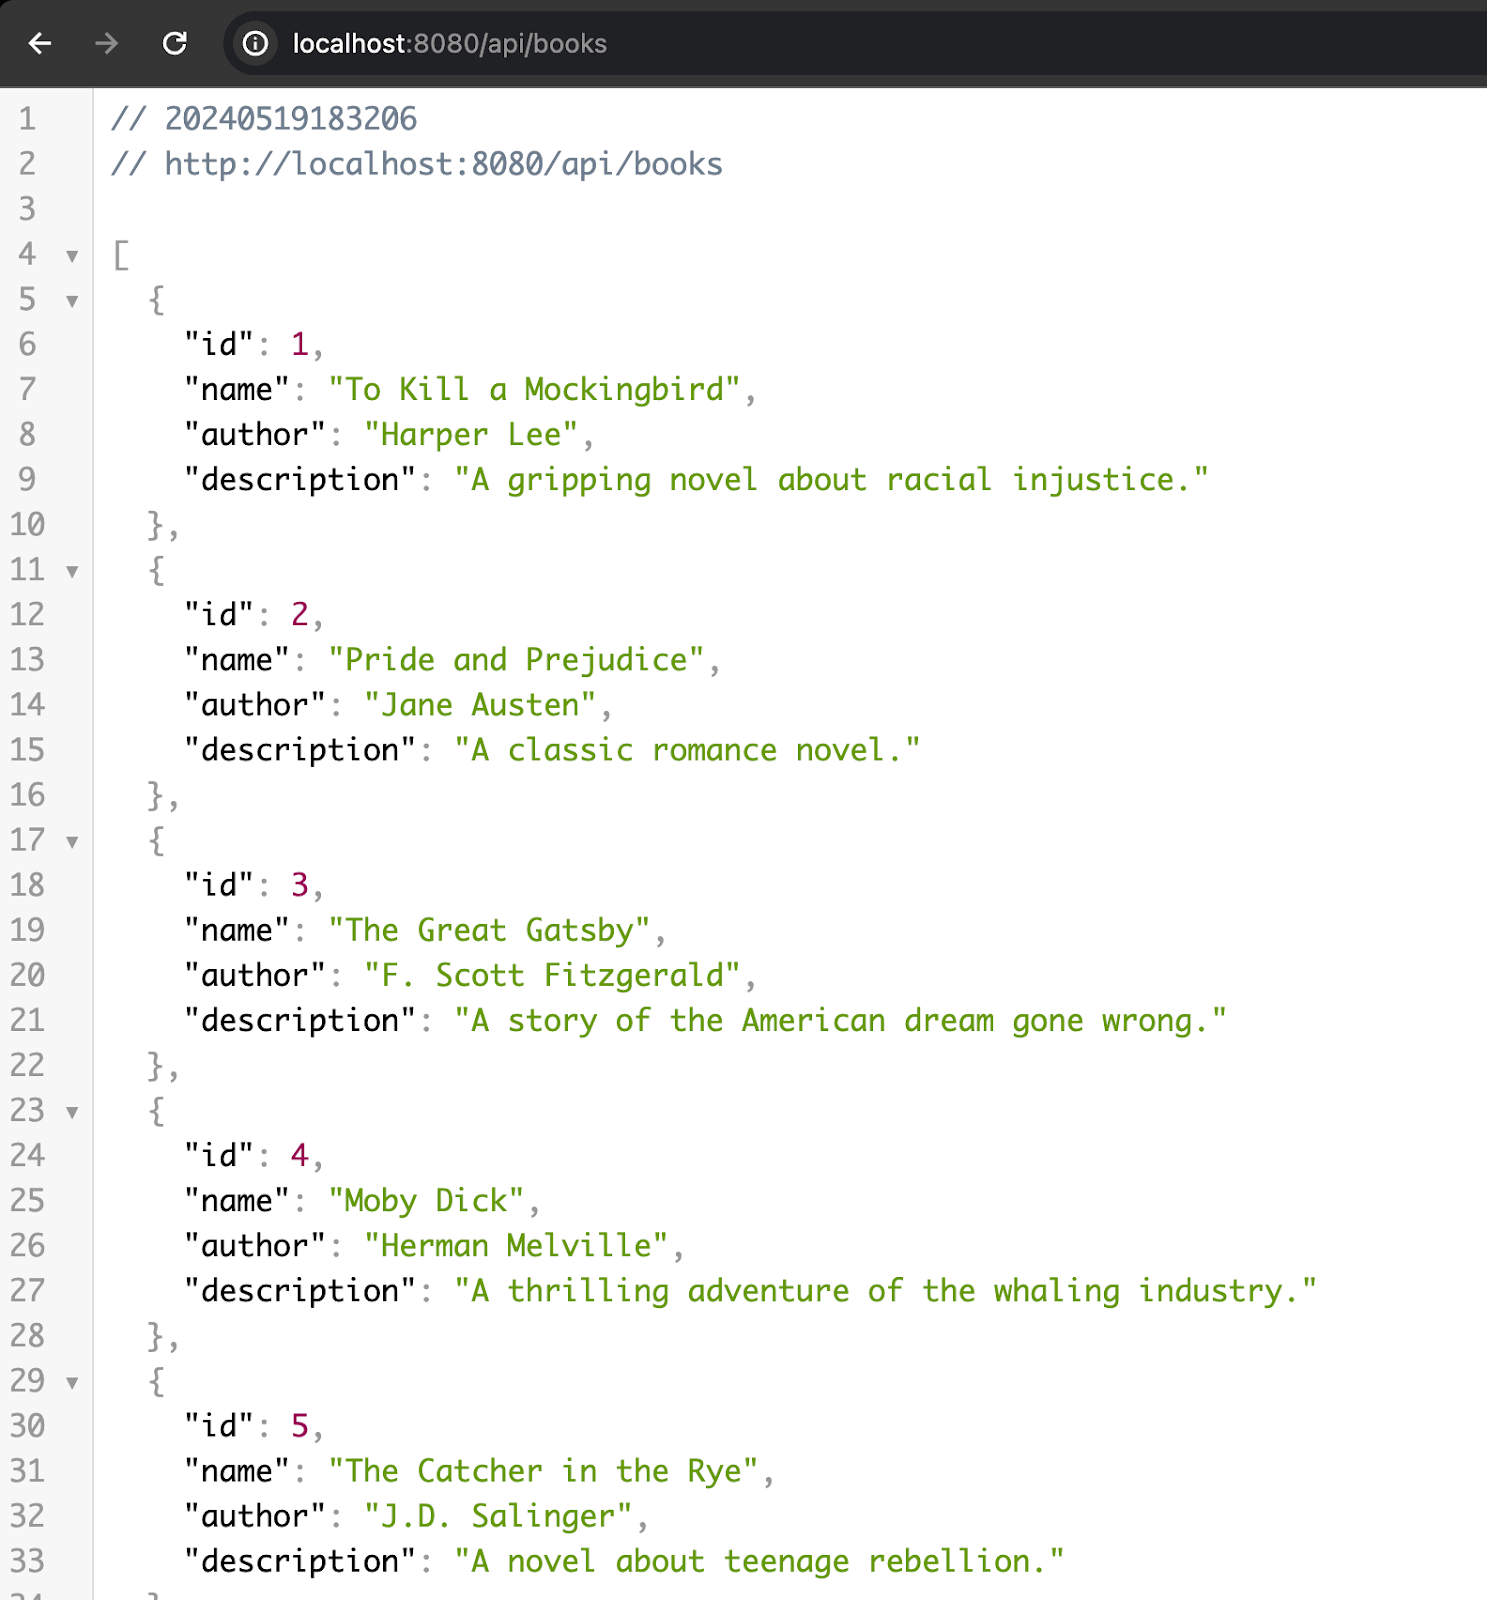 localhost:8080/api/books
1 // 20240519183206
2 // http://localhost:8080/api/books
3
4 [
5 {
6 "id": 1,
7 "name": "To Kill a Mockingbird",
8 "author": "Harper Lee",
9 "description": "A gripping novel about racial injustice."
10 },
11 {
12 "id": 2,
13 "name": "Pride and Prejudice",
14 "author": "Jane Austen",
15 "description": "A classic romance novel."
16 },
17 {
18 "id": 3,
19 "name": "The Great Gatsby",
20 "author": "F. Scott Fitzgerald",
21 "description": "A story of the American dream gone wrong."
22 },
23 {
24 "id": 4,
25 "name": "Moby Dick",
26 "author": "Herman Melville",
27 "description": "A thrilling adventure of the whaling industry."
28 },
29 {
30 "id": 5,
31 "name": "The Catcher in the Rye",
32 "author": "J.D. Salinger",
33 "description": "A novel about teenage rebellion."